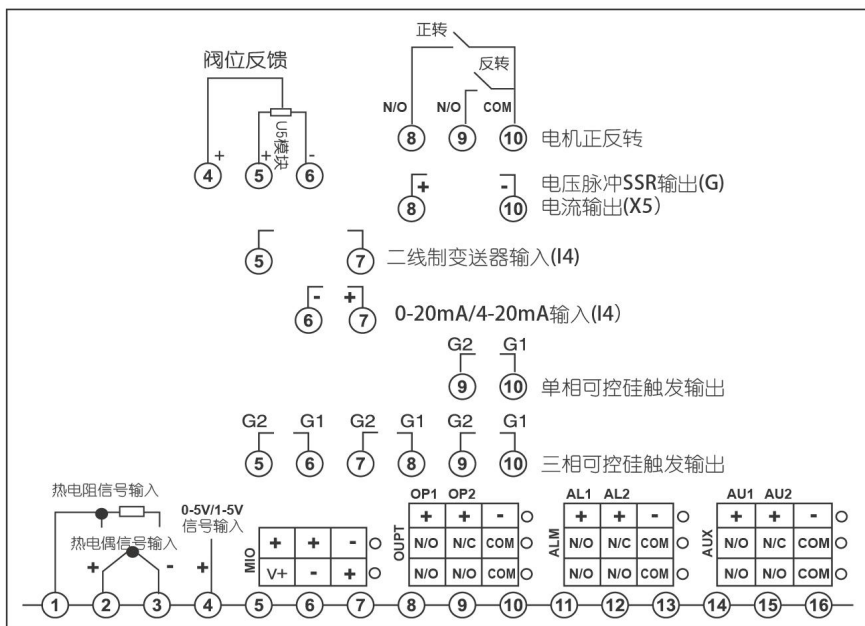 正转
反转
阀位反馈
N/O N/O COM
U5模块
+ + -
4 5 6
8 9 10 电机正反转
+ - 电压脉冲SSR输出(G)
8 10 电流输出(X5)
5 7 二线制变送器输入(I4)
- +
6 7 0-20mA/4-20mA输入(I4)
G2 G1
9 10 单相可控硅触发输出
G2 G1 G2 G1 G2 G1
5 6 7 8 9 10 三相可控硅触发输出
热电阻信号输入
0-5V/1-5V
信号输入
热电偶信号输入
+ - +
MIO
+ + -
V+ - +
OP1 OP2
OUPT
+ + -
N/O N/C COM
N/O N/O COM
AL1 AL2
ALM
+ + -
N/O N/C COM
N/O N/O COM
AU1 AU2
AUX
+ + -
N/O N/C COM
N/O N/O COM
1 2 3 4 5 6 7 8 9 10 11 12 13 14 15 16